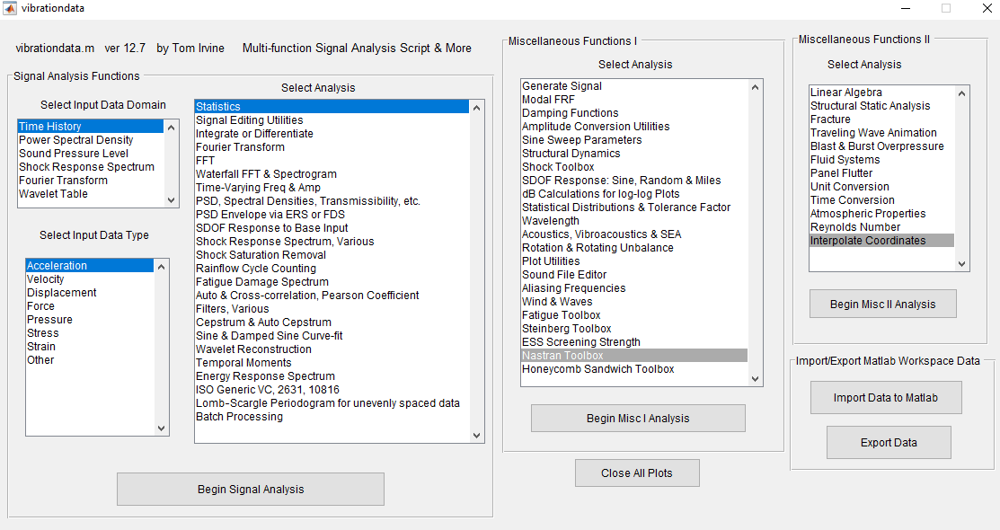 vibrationdata
vibrationdata.m ver 12.7 by Tom Irvine Multi-function Signal Analysis Script & More
Signal Analysis Functions
Select Input Data Domain
Time History
Power Spectral Density
Sound Pressure Level
Shock Response Spectrum
Fourier Transform
Wavelet Table
Select Input Data Type
Acceleration
Velocity
Displacement
Force
Pressure
Stress
Strain
Other
Select Analysis
Statistics
Signal Editing Utilities
Integrate or Differentiate
Fourier Transform
FFT
Waterfall FFT & Spectrogram
Time-Varying Freq & Amp
PSD, Spectral Densities, Transmissibility, etc.
PSD Envelope via ERS or FDS
SDOF Response to Base Input
Shock Response Spectrum, Various
Shock Saturation Removal
Rainflow Cycle Counting
Fatigue Damage Spectrum
Auto & Cross-correlation, Pearson Coefficient
Filters, Various
Cepstrum & Auto Cepstrum
Sine & Damped Sine Curve-fit
Wavelet Reconstruction
Temporal Moments
Energy Response Spectrum
ISO Generic VC, 2631, 10816
Lomb-Scargle Periodogram for unevenly spaced data
Batch Processing
Begin Signal Analysis
Miscellaneous Functions I
Select Analysis
Generate Signal
Modal FRF
Damping Functions
Amplitude Conversion Utilities
Sine Sweep Parameters
Structural Dynamics
Shock Toolbox
SDOF Response: Sine, Random & Miles
dB Calculations for log-log Plots
Statistical Distributions & Tolerance Factor
Wavelength
Acoustics, Vibroacoustics & SEA
Rotation & Rotating Unbalance
Plot Utilities
Sound File Editor
Aliasing Frequencies
Wind & Waves
Fatigue Toolbox
Steinberg Toolbox
ESS Screening Strength
Nastran Toolbox
Honeycomb Sandwich Toolbox
Begin Misc I Analysis
Close All Plots
Miscellaneous Functions II
Select Analysis
Linear Algebra
Structural Static Analysis
Fracture
Traveling Wave Animation
Blast & Burst Overpressure
Fluid Systems
Panel Flutter
Unit Conversion
Time Conversion
Atmospheric Properties
Reynolds Number
Interpolate Coordinates
Begin Misc II Analysis
Import/Export Matlab Workspace Data
Import Data to Matlab
Export Data